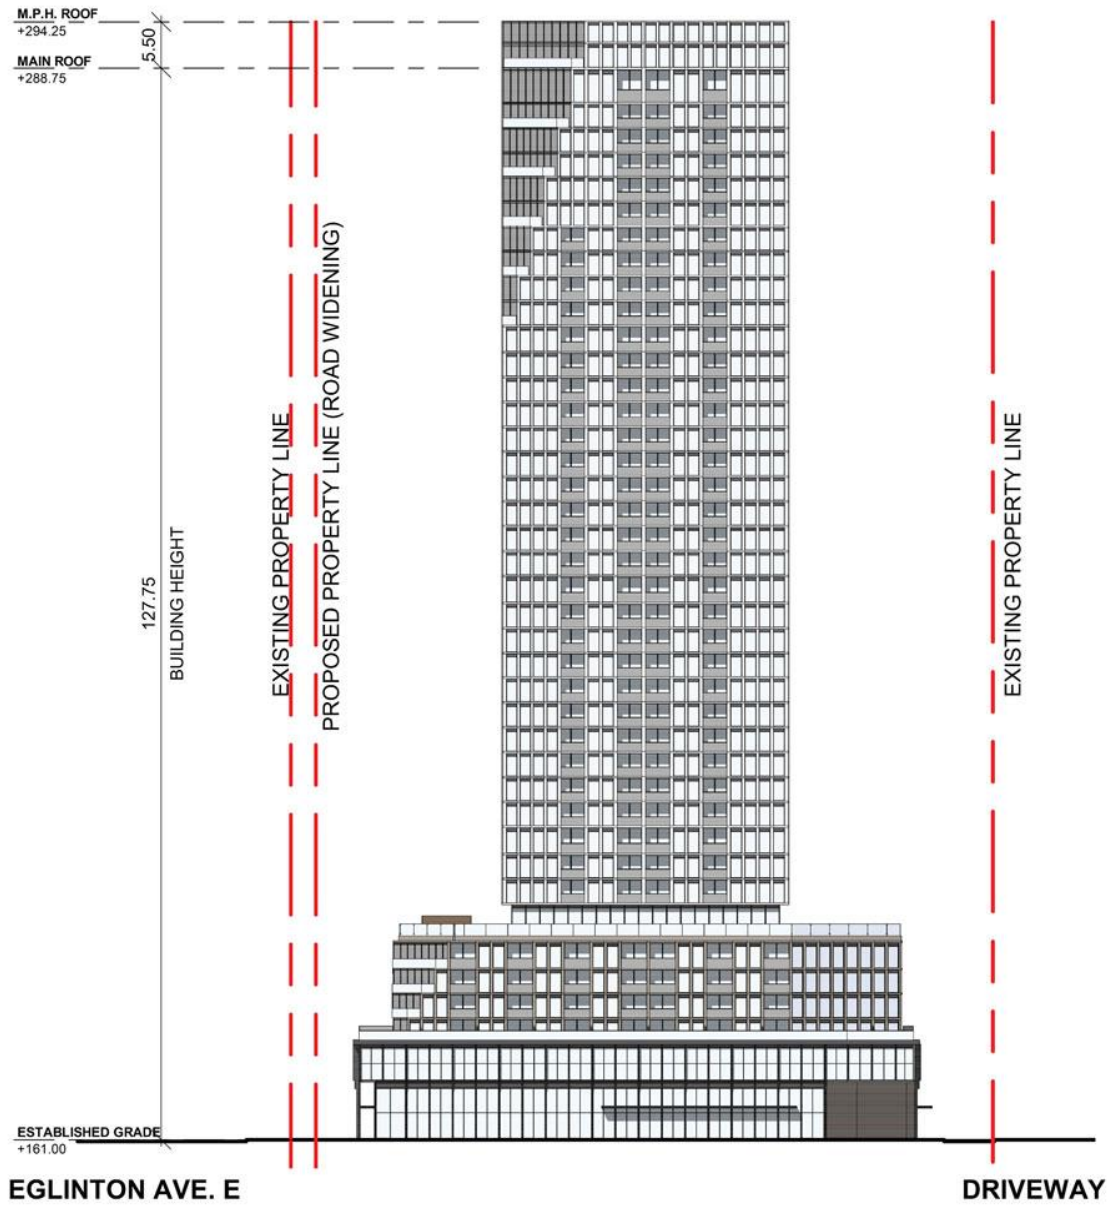 M.P.H. ROOF
+294.25
5.50
MAIN ROOF
+288.75
127.75
BUILDING HEIGHT
EXISTING PROPERTY LINE
PROPOSED PROPERTY LINE (ROAD WIDENING)
EXISTING PROPERTY LINE
ESTABLISHED GRADE
+161.00
EGLINTON AVE. E
DRIVEWAY